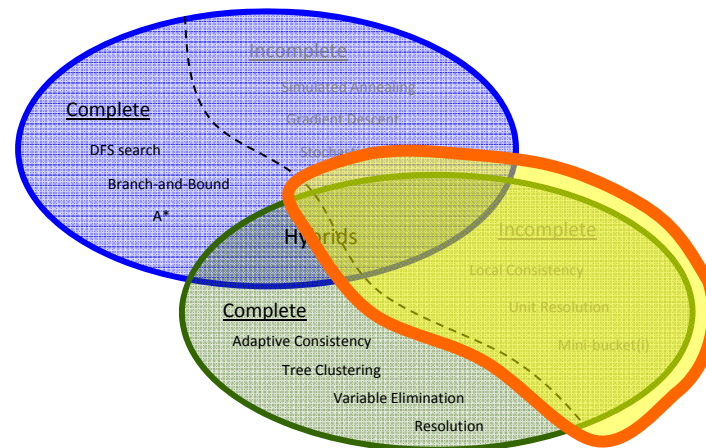 Incomplete
Simulated Annealing
Complete
Gradient Descent
DFS search
Branch-and-Bound
A*
Hybrids
Incomplete
Local Consistency
Unit Resolution
Complete
Adaptive Consistency
Mini-bucket(i)
Tree Clustering
Variable Elimination
Resolution